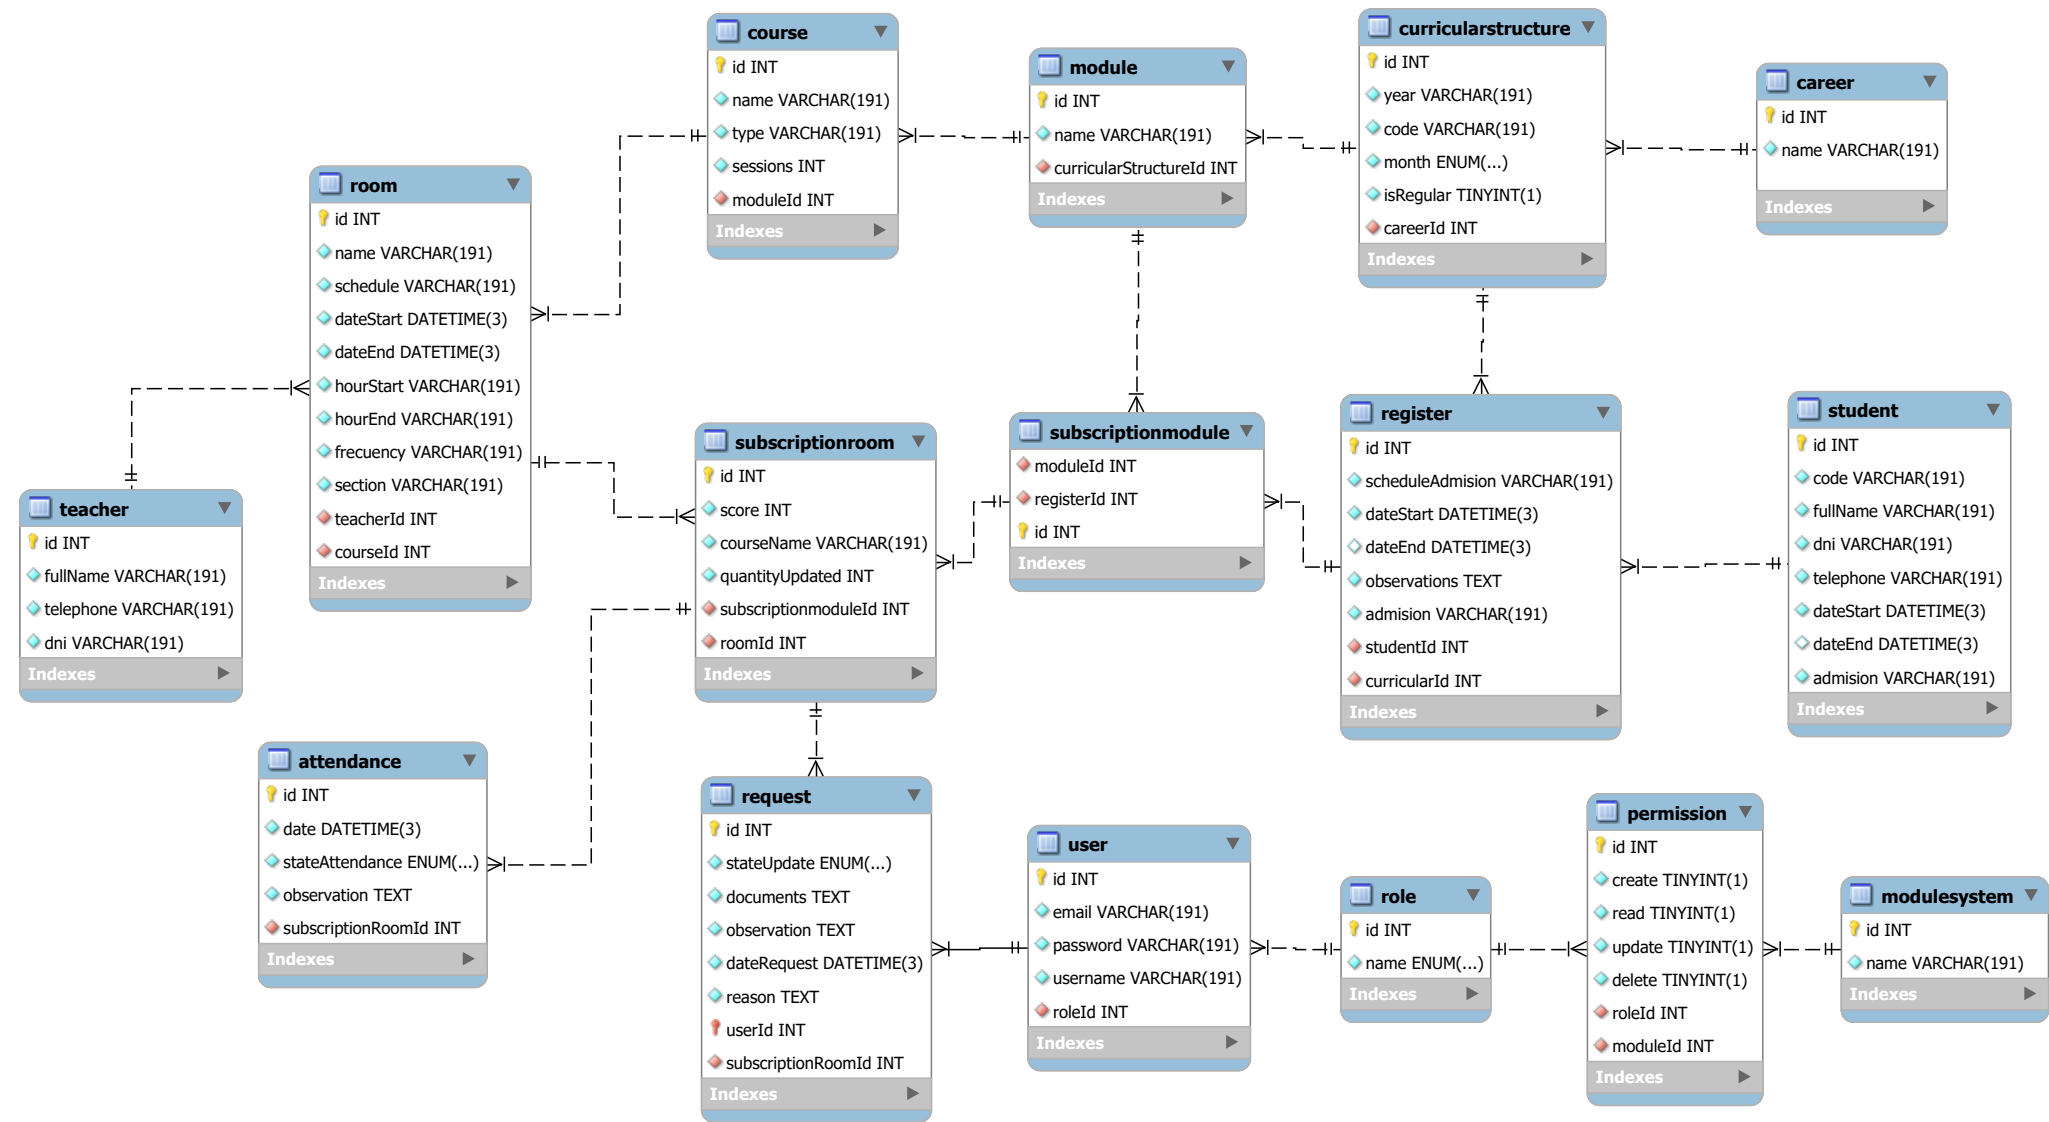 course
id INT
name VARCHAR(191)
type VARCHAR(191)
sessions INT
moduleId INT
Indexes
module
id INT
name VARCHAR(191)
curricularStructureId INT
Indexes
curricularstructure
id INT
year VARCHAR(191)
code VARCHAR(191)
month ENUM(...)
isRegular TINYINT(1)
careerId INT
Indexes
career
id INT
name VARCHAR(191)
Indexes
room
id INT
name VARCHAR(191)
schedule VARCHAR(191)
dateStart DATETIME(3)
dateEnd DATETIME(3)
hourStart VARCHAR(191)
hourEnd VARCHAR(191)
frecuency VARCHAR(191)
section VARCHAR(191)
teacherId INT
courseId INT
Indexes
teacher
id INT
fullName VARCHAR(191)
telephone VARCHAR(191)
dni VARCHAR(191)
Indexes
subscriptionroom
id INT
score INT
courseName VARCHAR(191)
quantityUpdated INT
subscriptionmoduleId INT
roomId INT
Indexes
subscriptionmodule
moduleId INT
registerId INT
id INT
Indexes
register
id INT
scheduleAdmision VARCHAR(191)
dateStart DATETIME(3)
dateEnd DATETIME(3)
observations TEXT
admision VARCHAR(191)
studentId INT
curricularId INT
Indexes
student
id INT
code VARCHAR(191)
fullName VARCHAR(191)
dni VARCHAR(191)
telephone VARCHAR(191)
dateStart DATETIME(3)
dateEnd DATETIME(3)
admision VARCHAR(191)
Indexes
attendance
id INT
date DATETIME(3)
stateAttendance ENUM(...)
observation TEXT
subscriptionRoomId INT
Indexes
request
id INT
stateUpdate ENUM(...)
documents TEXT
observation TEXT
dateRequest DATETIME(3)
reason TEXT
userId INT
subscriptionRoomId INT
Indexes
user
id INT
email VARCHAR(191)
password VARCHAR(191)
username VARCHAR(191)
roleId INT
Indexes
role
id INT
name ENUM(...)
Indexes
permission
id INT
create TINYINT(1)
read TINYINT(1)
update TINYINT(1)
delete TINYINT(1)
roleId INT
moduleId INT
Indexes
modulesystem
id INT
name VARCHAR(191)
Indexes